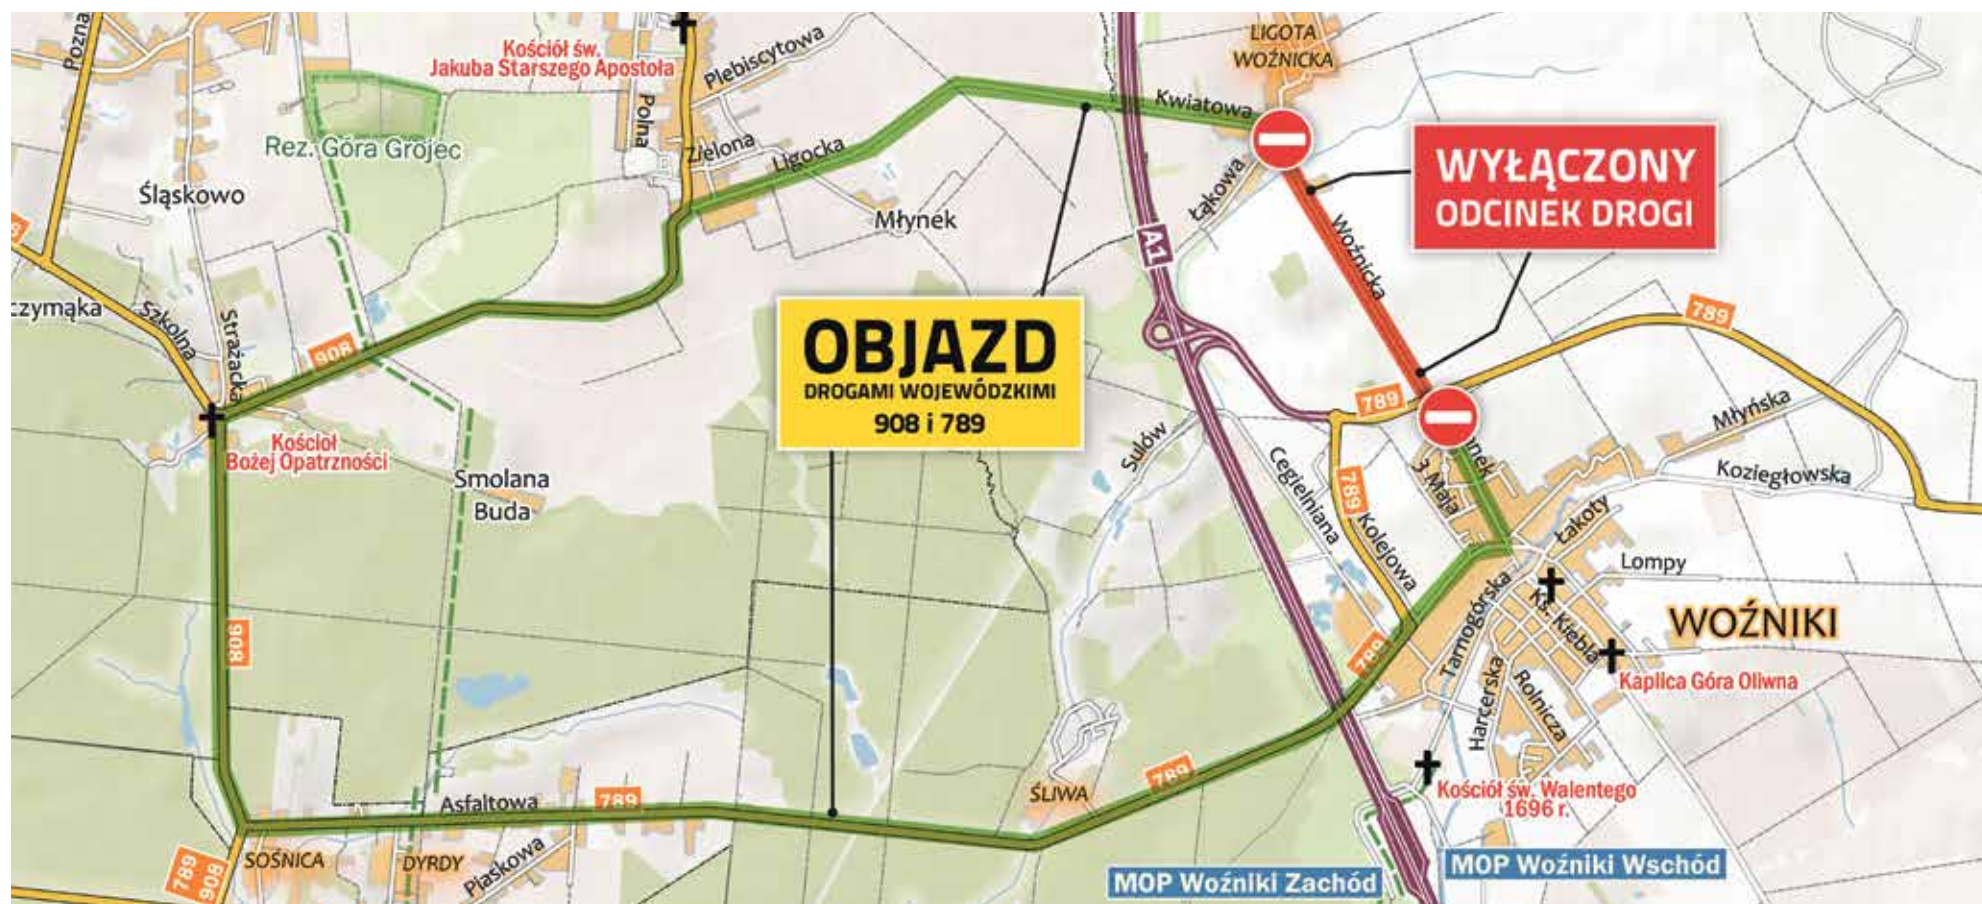 Pozna
Kościół św.
Jakuba Starszego Apostoła
Plebiscytowa
LIGOTA
WOŹNICKA
Polna
Kwiatowa
Rez. Góra Grojec
Zielona
Ligocka
WYŁĄCZONY
ODCINEK DROGI
Śląskowo
Łąkowa
Młynek
A1
Woźnicka
8
czymąka
Szkolna
Strażacka
908
OBJAZD
DROGAMI WOJEWÓDZKIMI
908 i 789
789
789
Młyńska
Kościół
Bożej Opatrzności
Sulów
Cegielniana
789
3 Maja
ynek
Koziegłowska
Smolana
Buda
Kolejowa
Łakoty
Lompy
908
789
Tarnogórska
Ks. Kiebla
WOŹNIKI
Kaplica Góra Oliwna
Harcerska
Rolnicza
789
ŚLIWA
Asfaltowa
789
Kościół św. Walentego
1696 r.
SOŚNICA
DYRDY
Piaskowa
789
908
MOP Woźniki Zachód
MOP Woźniki Wschód